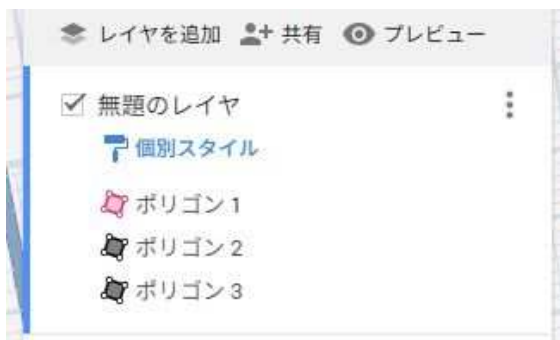 レイヤを追加 共有 プレビュー
無題のレイヤ
個別スタイル
ポリゴン 1
ポリゴン 2
ポリゴン 3